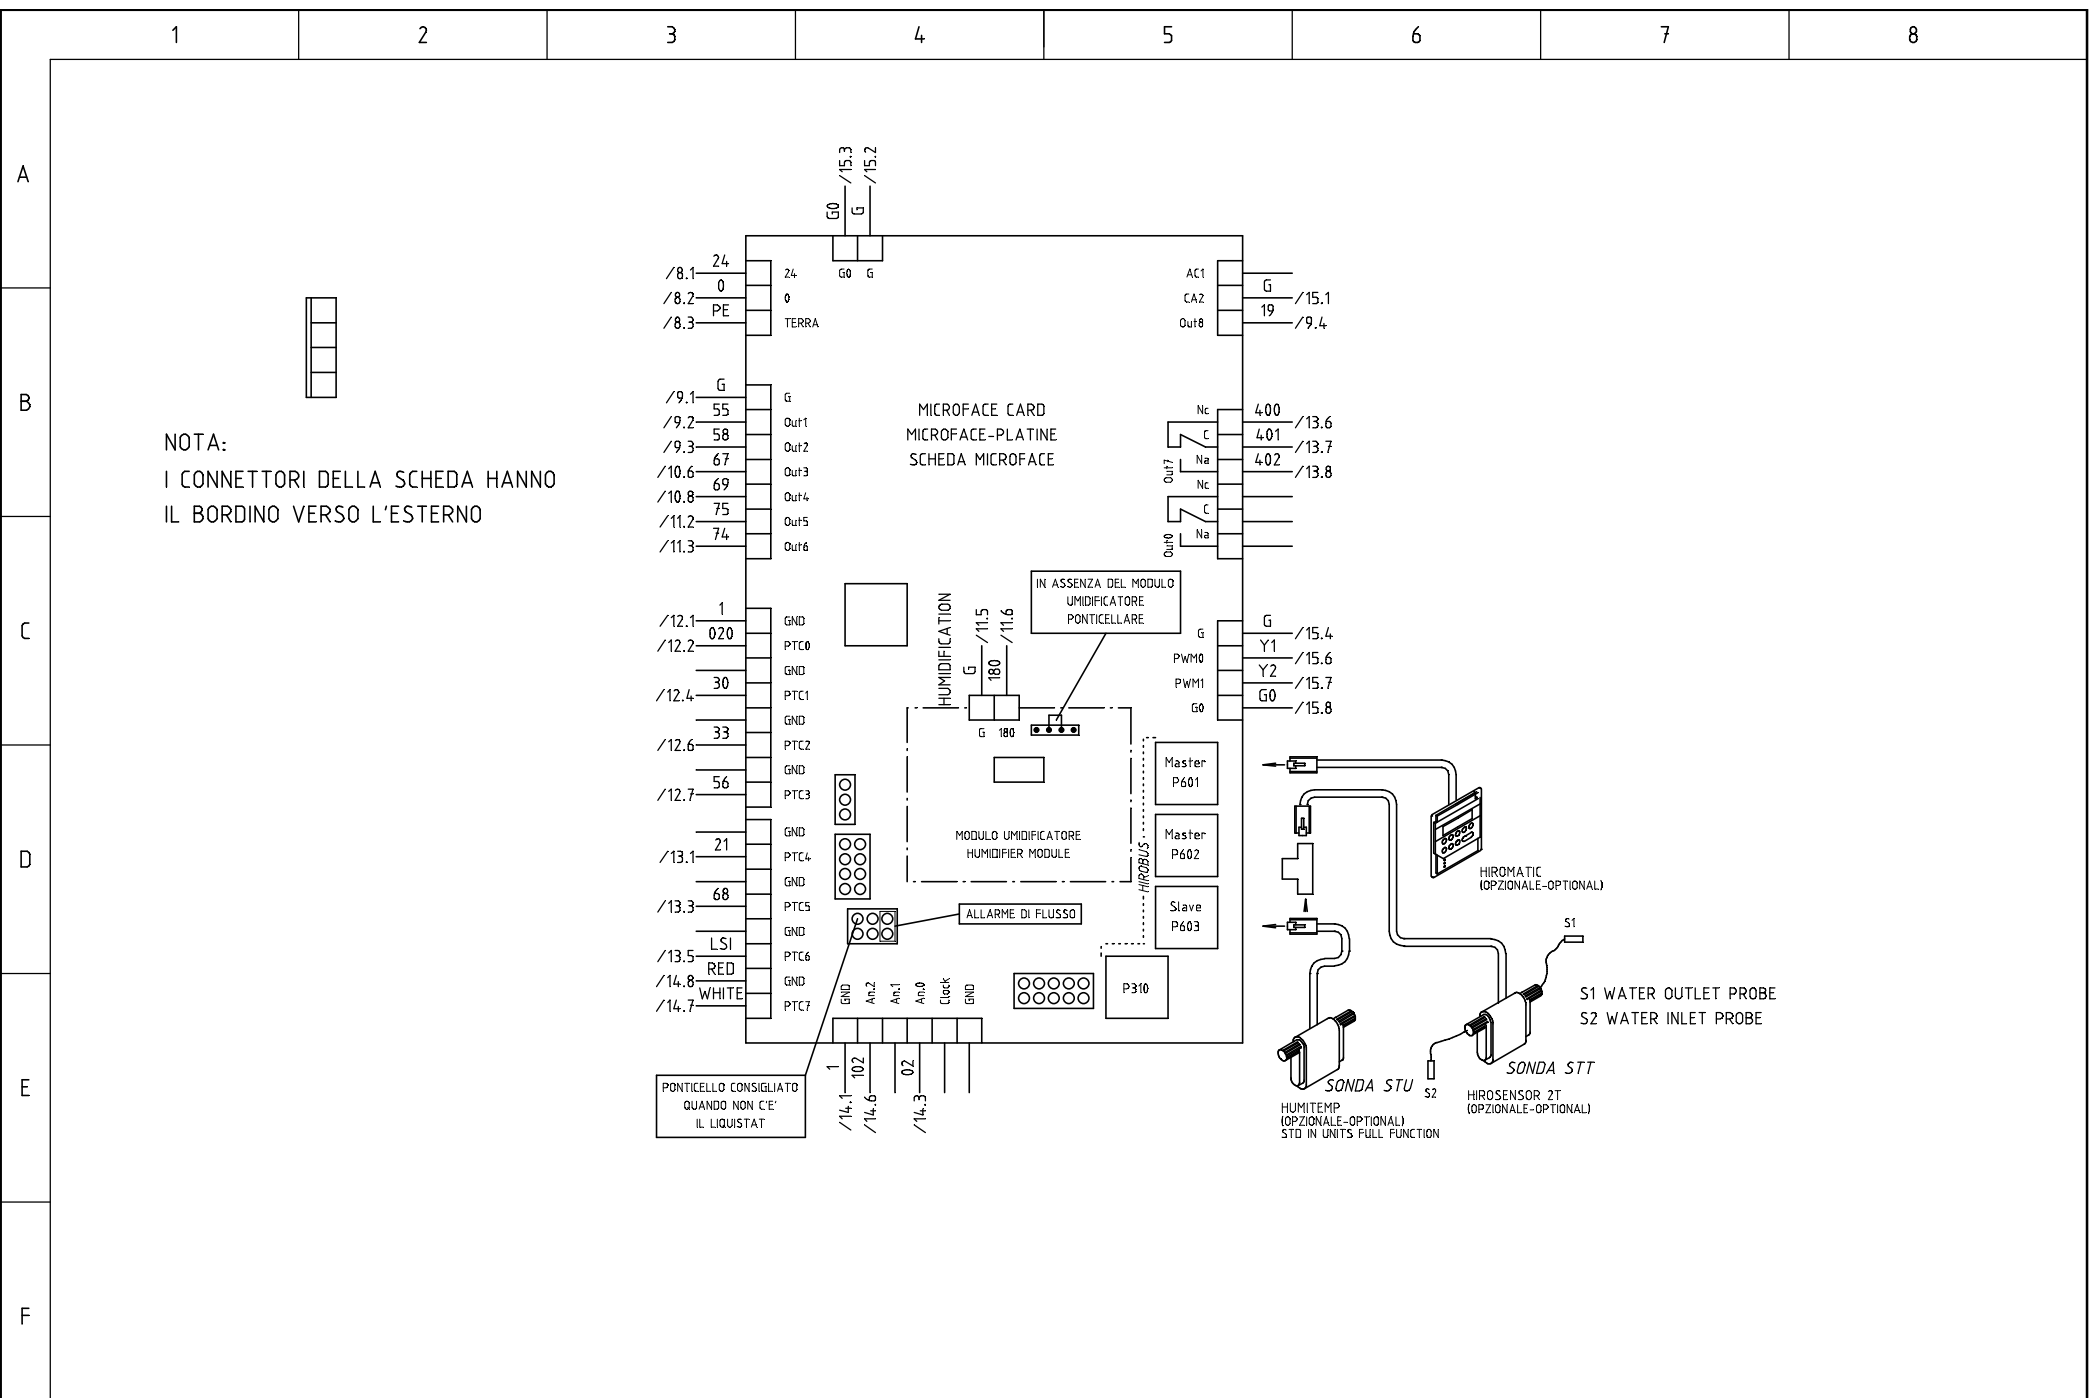 1 2 3 4 5 6 7 8
A
B
C
D
E
F
G0 /15.3
G /15.2
G0 G
/8.1 24 24
/8.2 0 0
/8.3 PE TERRA
AC1
CA2 G /15.1
Out8 19 /9.4
NOTA:
I CONNETTORI DELLA SCHEDA HANNO
IL BORDINO VERSO L'ESTERNO
/9.1 G G
/9.2 55 Out1
/9.3 58 Out2
/10.6 67 Out3
/10.8 69 Out4
/11.2 75 Out5
/11.3 74 Out6
MICROFACE CARD
MICROFACE-PLATINE
SCHEDA MICROFACE
Nc 400 /13.6
C 401 /13.7
Na 402 /13.8
Out7
Nc
C
Na
Out0
/12.1 1 GND
/12.2 020 PTC0
GND
/12.4 30 PTC1
GND
/12.6 33 PTC2
GND
/12.7 56 PTC3
GND
/13.1 21 PTC4
GND
/13.3 68 PTC5
GND
/13.5 LSI PTC6
/14.8 RED GND
/14.7 WHITE PTC7
HUMIDIFICATION
G /11.5
180 /11.6
G 180
IN ASSENZA DEL MODULO
UMIDIFICATORE
PONTICELLARE
G G /15.4
PWM0 Y1 /15.6
PWM1 Y2 /15.7
G0 G0 /15.8
MODULO UMIDIFICATORE
HUMIDIFIER MODULE
HIROBUS
Master
P601
Master
P602
Slave
P603
P310
ALLARME DI FLUSSO
GND An.2 An.1 An.0 Clock GND
1 /14.1
102 /14.6
02 /14.3
PONTICELLO CONSIGLIATO
QUANDO NON C'E'
IL LIQUISTAT
HIROMATIC
(OPZIONALE-OPTIONAL)
S1
S1 WATER OUTLET PROBE
S2 WATER INLET PROBE
SONDA STT
S2
HIROSENSOR 2T
(OPZIONALE-OPTIONAL)
SONDA STU
HUMITEMP
(OPZIONALE-OPTIONAL)
STD IN UNITS FULL FUNCTION